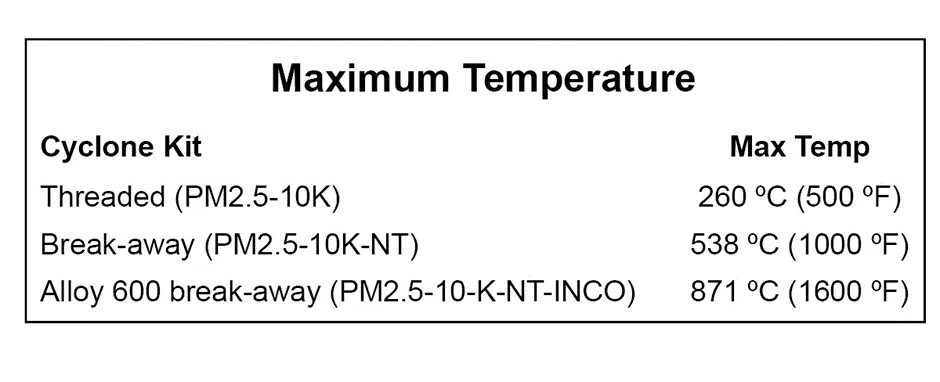 Maximum Temperature
Cyclone Kit Max Temp
Threaded (PM2.5-10K) 260 ºC (500 ºF)
Break-away (PM2.5-10K-NT) 538 ºC (1000 ºF)
Alloy 600 break-away (PM2.5-10-K-NT-INCO) 871 ºC (1600 ºF)